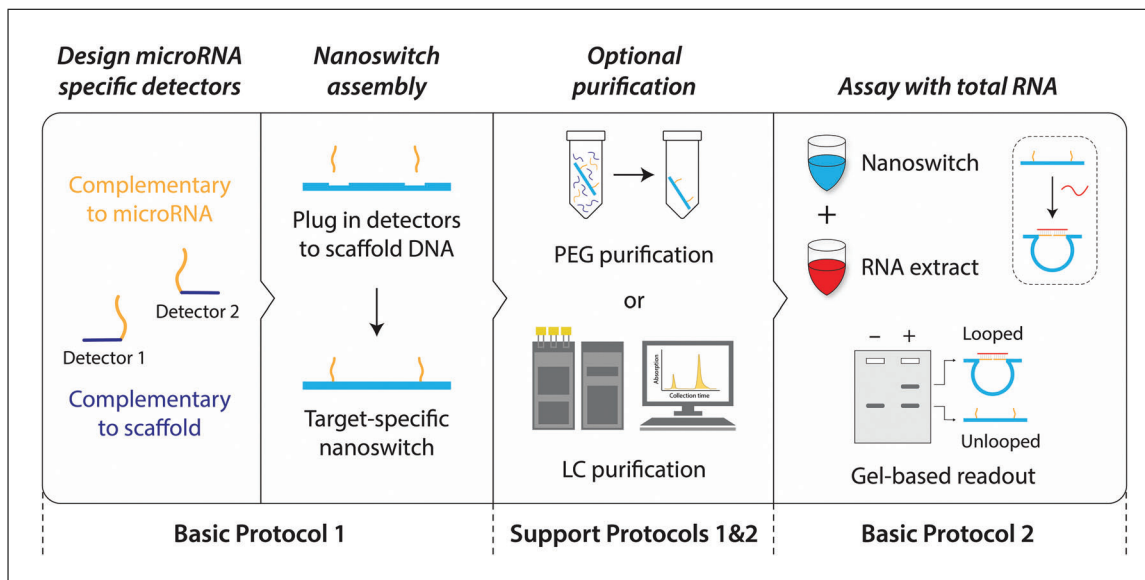 Design microRNA
specific detectors
Nanoswitch
assembly
Optional
purification
Assay with total RNA
Complementary
to microRNA
Detector 2
Detector 1
Complementary
to scaffold
Plug in detectors
to scaffold DNA
Target-specific
nanoswitch
PEG purification
or
Absorption
Collection time
LC purification
Nanoswitch
+
RNA extract
– +
Looped
Unlooped
Gel-based readout
Basic Protocol 1
Support Protocols 1&2
Basic Protocol 2